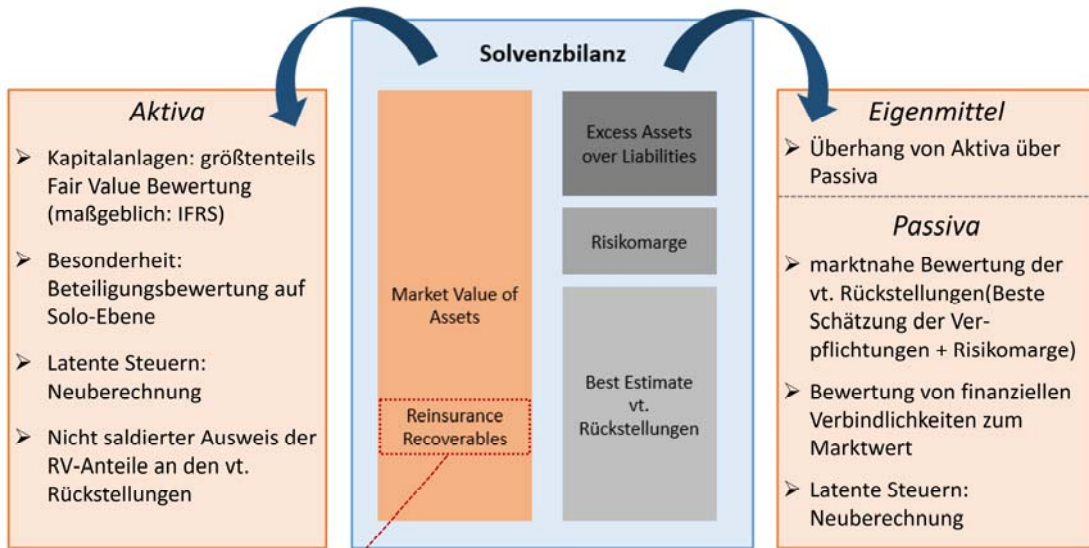 Solvenzbilanz
Aktiva
➢ Kapitalanlagen: größtenteils
Fair Value Bewertung
(maßgeblich: IFRS)
➢ Besonderheit:
Beteiligungsbewertung auf
Solo-Ebene
➢ Latente Steuern:
Neuberechnung
➢ Nicht saldierter Ausweis der
RV-Anteile an den vt.
Rückstellungen
Market Value of
Assets
Reinsurance
Recoverables
Excess Assets
over Liabilities
Risikomarge
Best Estimate
vt.
Rückstellungen
Eigenmittel
➢ Überhang von Aktiva über
Passiva
Passiva
➢ marktnahe Bewertung der
vt. Rückstellungen(Beste
Schätzung der Ver-
pflichtungen + Risikomarge)
➢ Bewertung von finanziellen
Verbindlichkeiten zum
Marktwert
➢ Latente Steuern:
Neuberechnung